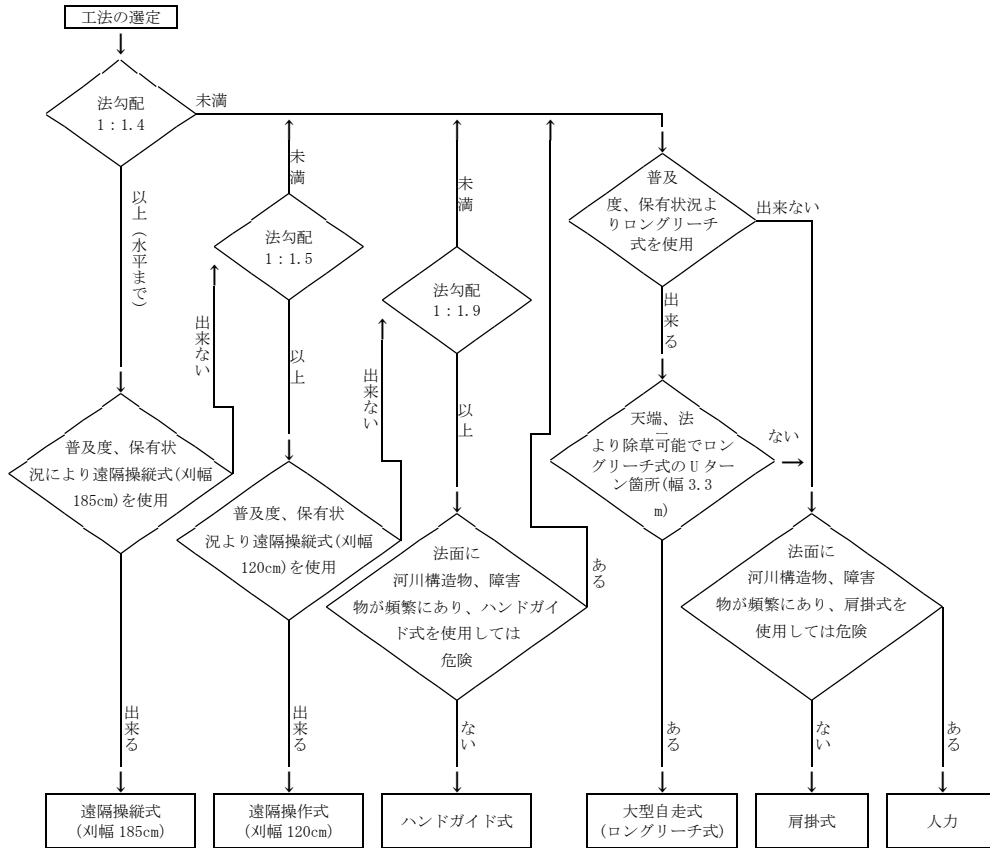 工法の選定
法勾配
1：1.4
未満
以上（水平まで）
普及度、保有状
況により遠隔操縦式(刈幅
185cm)を使用
出来ない
出来る
遠隔操縦式
(刈幅 185cm)
未満
法勾配
1：1.5
以上
普及度、保有状
況より遠隔操縦式(刈幅
120cm)を使用
出来ない
出来る
遠隔操作式
(刈幅 120cm)
未満
法勾配
1：1.9
以上
法面に
河川構造物、障害
物が頻繁にあり、ハンドガイ
ド式を使用しては
危険
ある
ない
ハンドガイド式
普及
度、保有状況よ
りロングリーチ
式を使用
出来ない
出来る
天端、法
より除草可能でロン
グリーチ式のＵター
ン箇所(幅 3.3
m)
ない
ある
大型自走式
(ロングリーチ式)
法面に
河川構造物、障害
物が頻繁にあり、肩掛式を
使用しては危険
ない
ある
肩掛式
人力